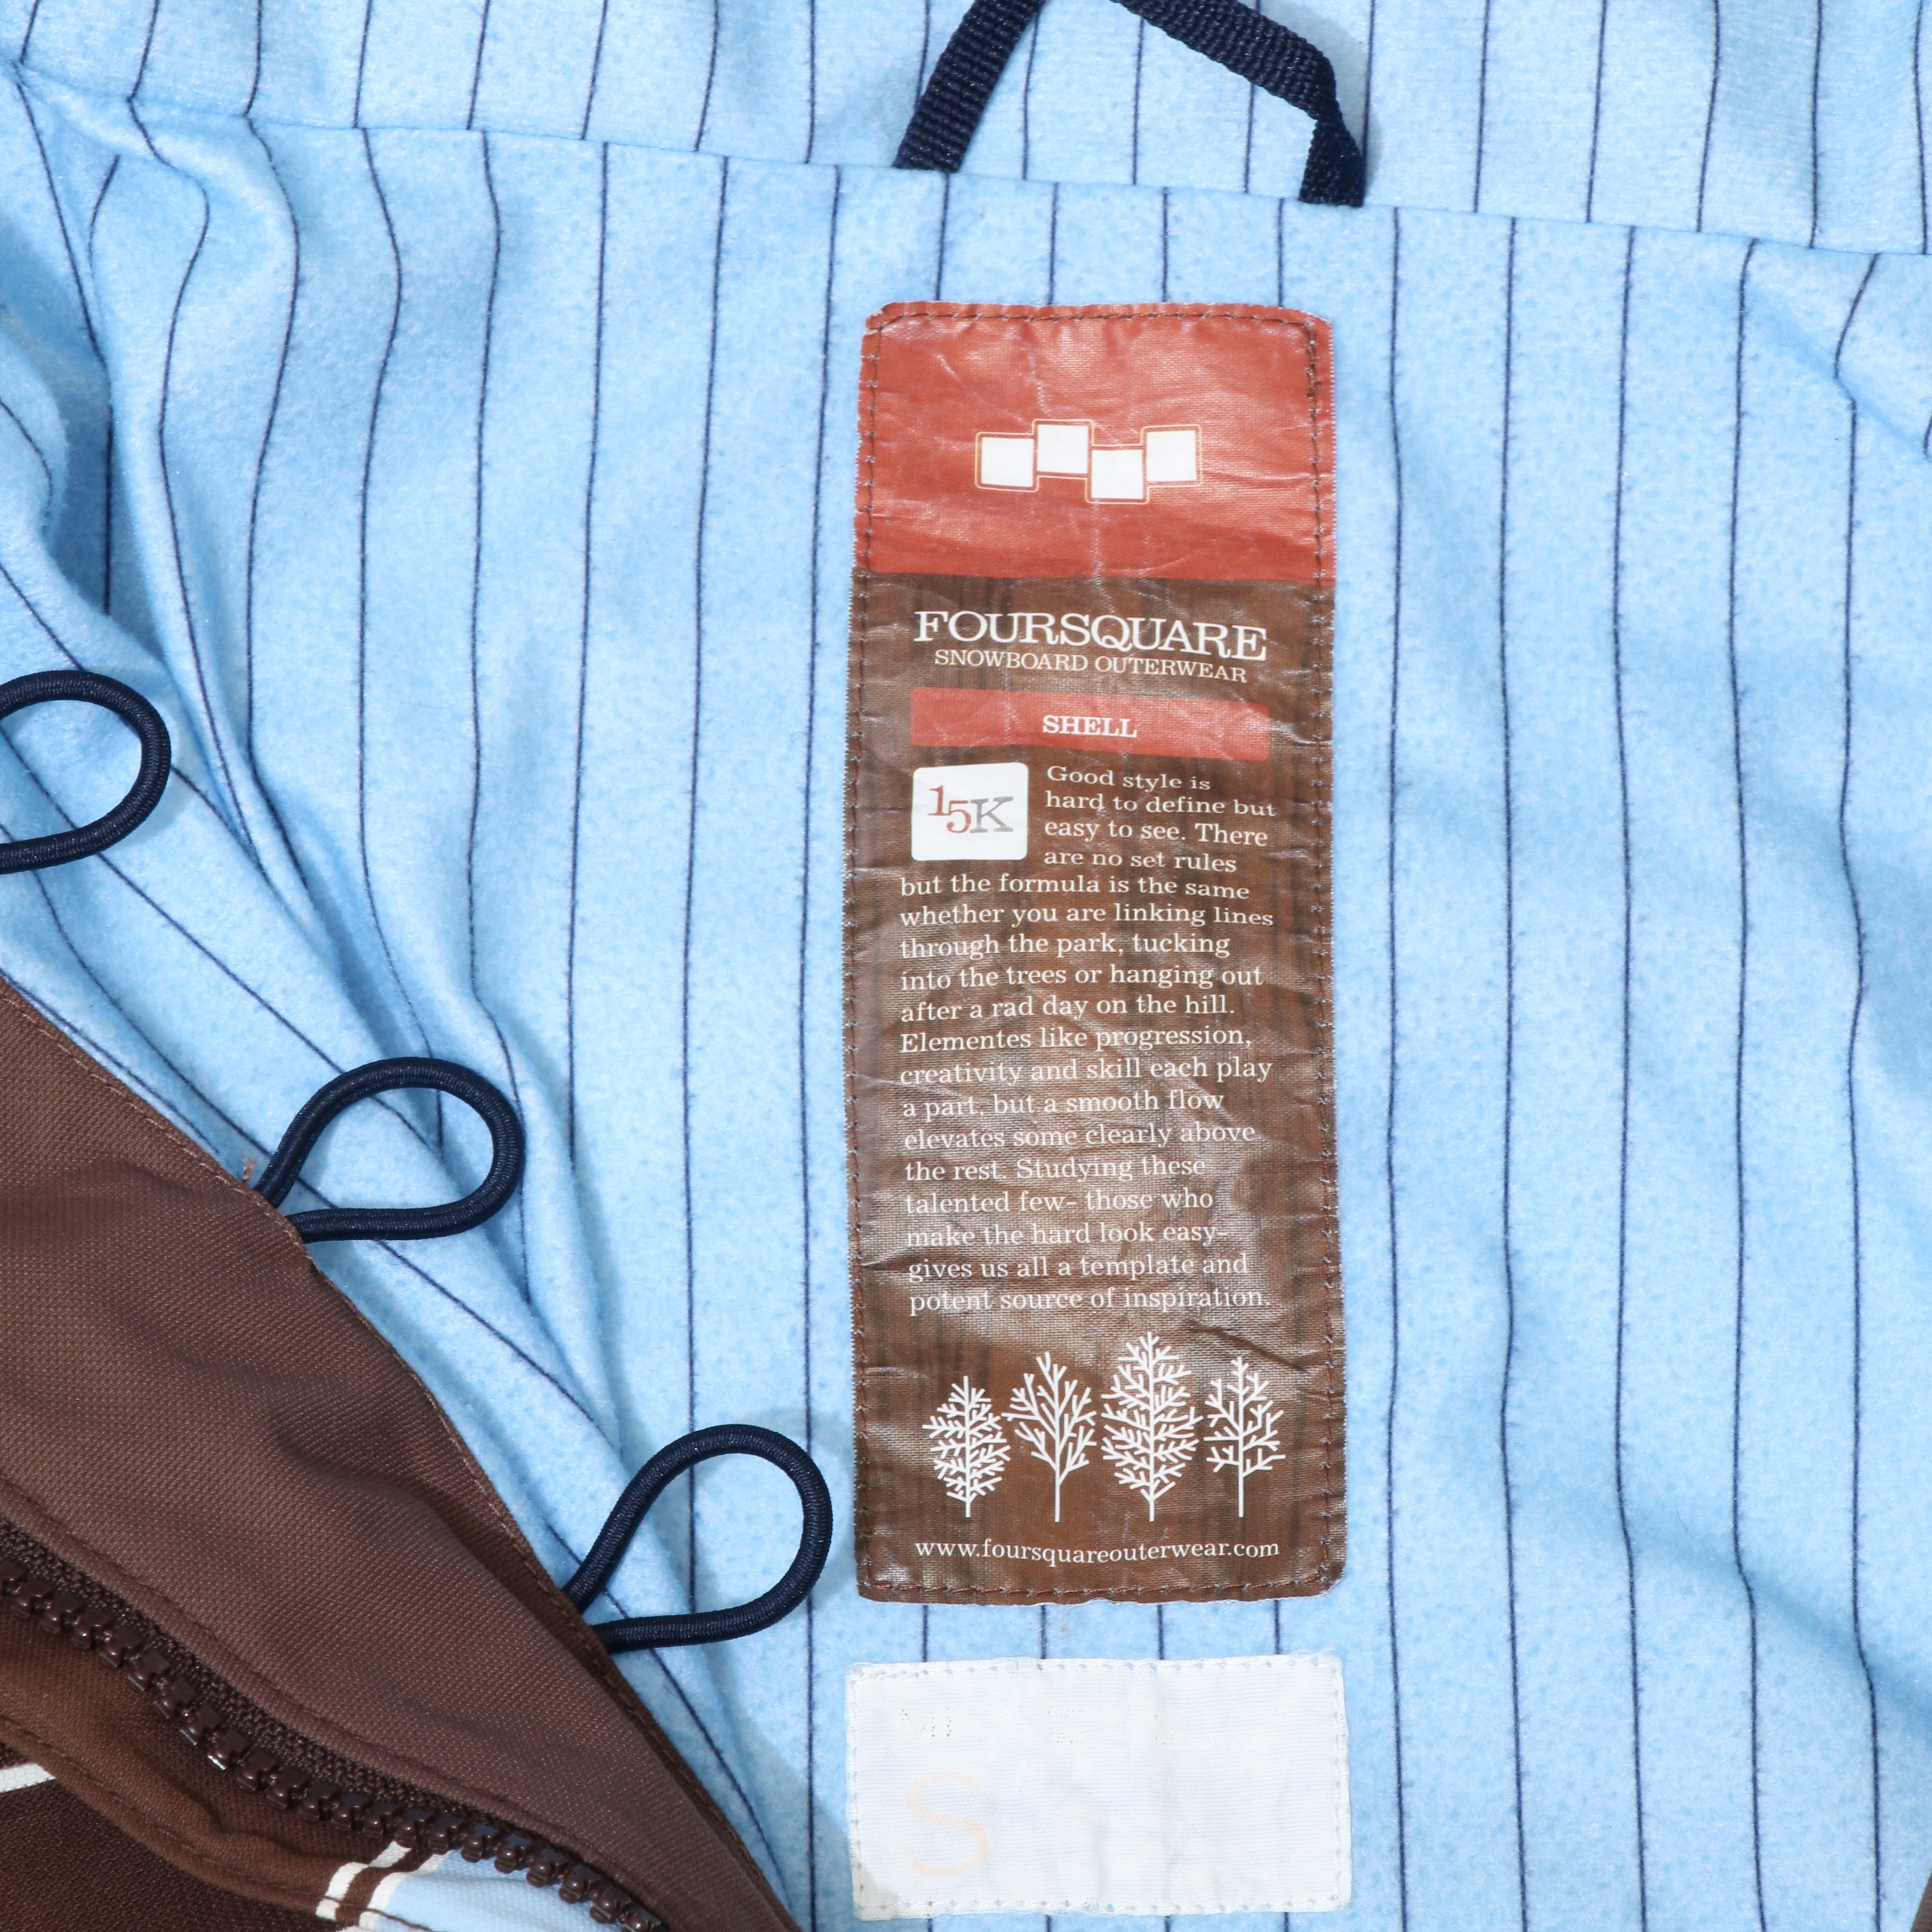 FOURSQUARE
SNOWBOARD OUTERWEAR
SHELL
15K
Good style is
hard to define but
easy to see. There
are no set rules
but the formula is the same
whether you are linking lines
through the park, tucking
into the trees or hanging out
after a rad day on the hill.
Elementes like progression,
creativity and skill each play
a part, but a smooth flow
elevates some clearly above
the rest. Studying these
talented few- those who
make the hard look easy-
gives us all a template and
potent source of inspiration.
www.foursquareouterwear.com
S